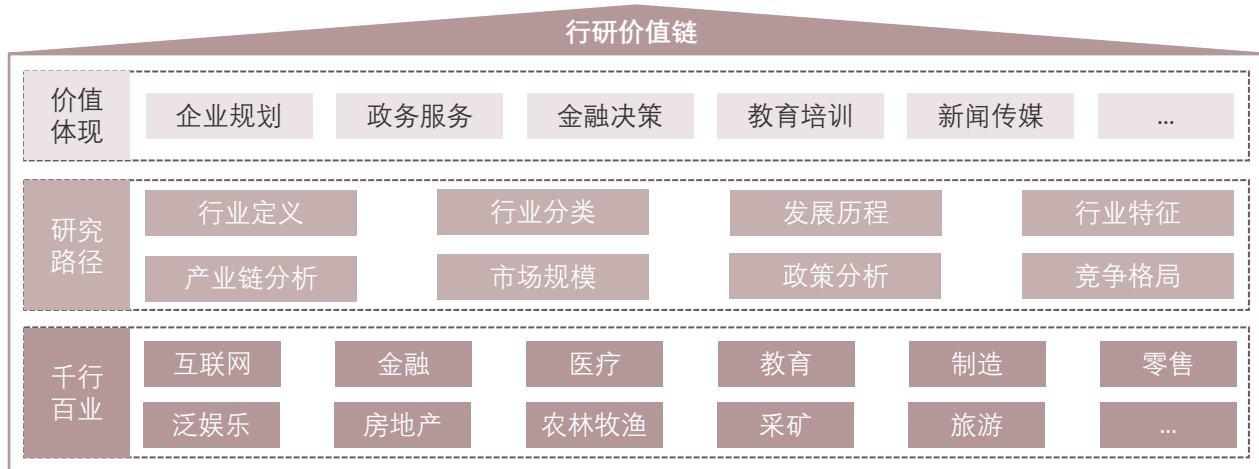 行研价值链
价值
体现
企业规划 政务服务 金融决策 教育培训 新闻传媒 ...
研究
路径
行业定义 行业分类 发展历程 行业特征
产业链分析 市场规模 政策分析 竞争格局
千行
百业
互联网 金融 医疗 教育 制造 零售
泛娱乐 房地产 农林牧渔 采矿 旅游 ...